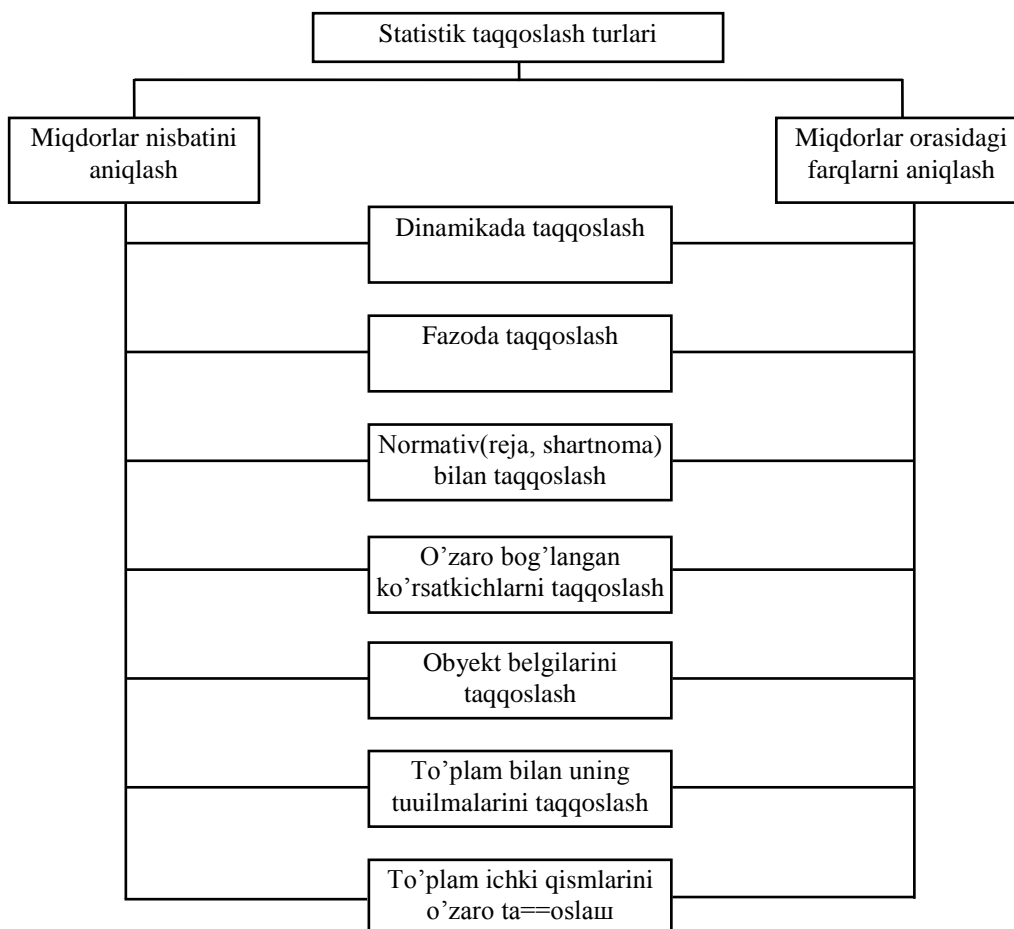 Statistik taqqoslash turlari
Miqdorlar nisbatini
aniqlash
Miqdorlar orasidagi
farqlarni aniqlash
Dinamikada taqqoslash
Fazoda taqqoslash
Normativ(reja, shartnoma)
bilan taqqoslash
O’zaro bog’langan
ko’rsatkichlarni taqqoslash
Obyekt belgilarini
taqqoslash
To’plam bilan uning
tuuilmalarini taqqoslash
To’plam ichki qismlarini
o’zaro ta==oslaш